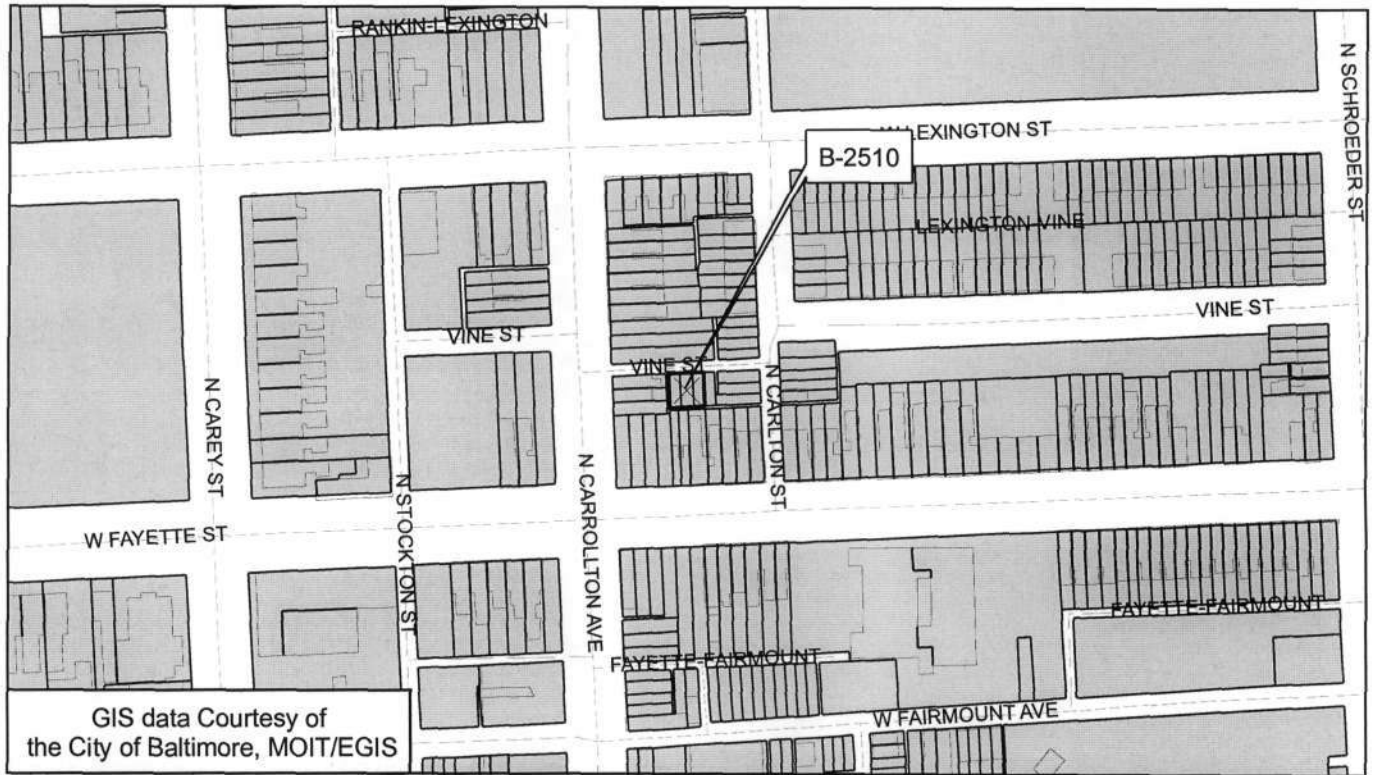 RANKIN-LEXINGTON
N SCHROEDER ST
LEXINGTON ST
B-2510
LEXINGTON-VINE
VINE ST
VINE ST
VINE ST
N CAREY ST
N STOCKTON ST
N CARROLLTON AVE
N CARLTON ST
W FAYETTE ST
FAYETTE-FAIRMOUNT
FAYETTE-FAIRMOUNT
W FAIRMOUNT AVE
GIS data Courtesy of
the City of Baltimore, MOIT/EGIS